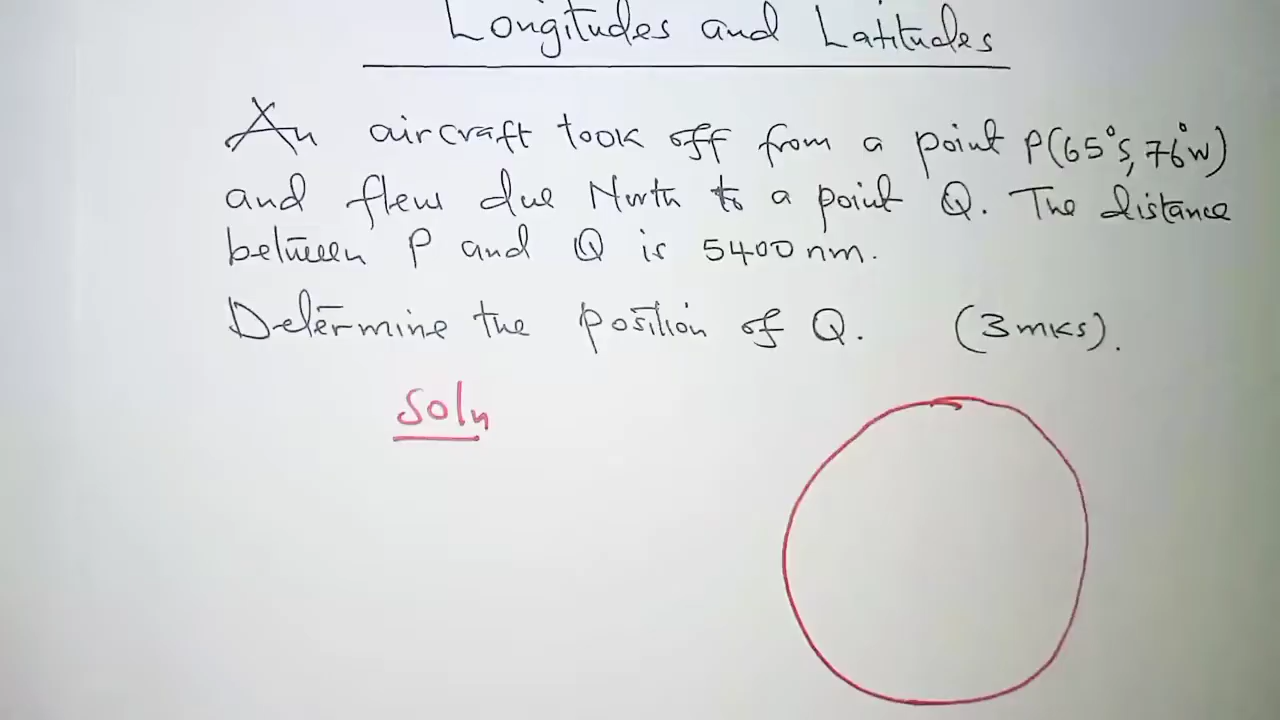 Longitudes and Latitudes
An aircraft took off from a point P(65°S, 76°W)
and flew due North to a point Q. The distance
between P and Q is 5400nm.
Determine the position of Q. (3mks).
Soln